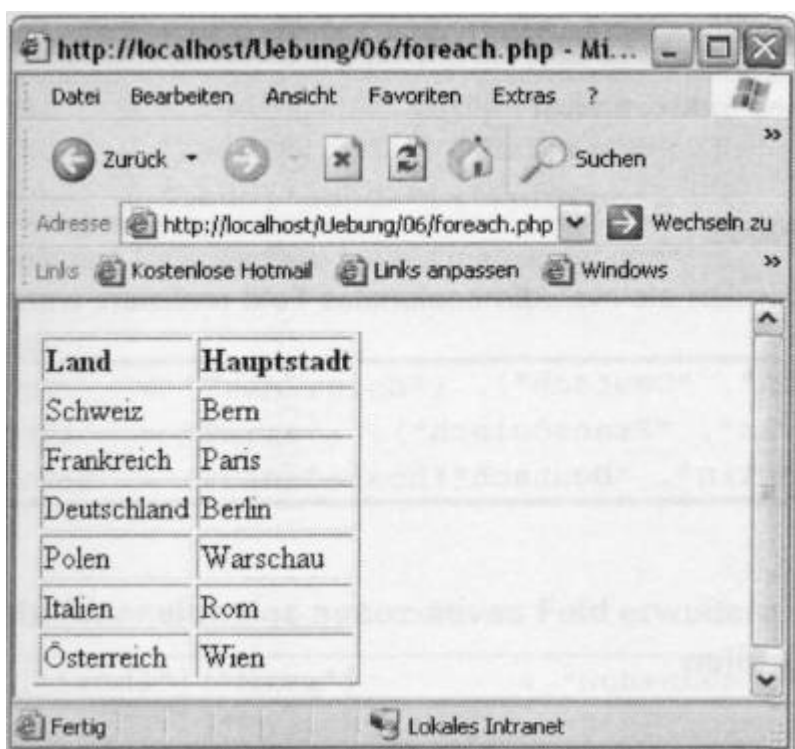 http://localhost/Uebung/06/foreach.php - Mi...
Datei Bearbeiten Ansicht Favoriten Extras ?
Zurück Suchen
Adresse http://localhost/Uebung/06/foreach.php Wechseln zu
Links Kostenlose Hotmail Links anpassen Windows
Land Hauptstadt
Schweiz Bern
Frankreich Paris
Deutschland Berlin
Polen Warschau
Italien Rom
Österreich Wien
Fertig Lokales Intranet